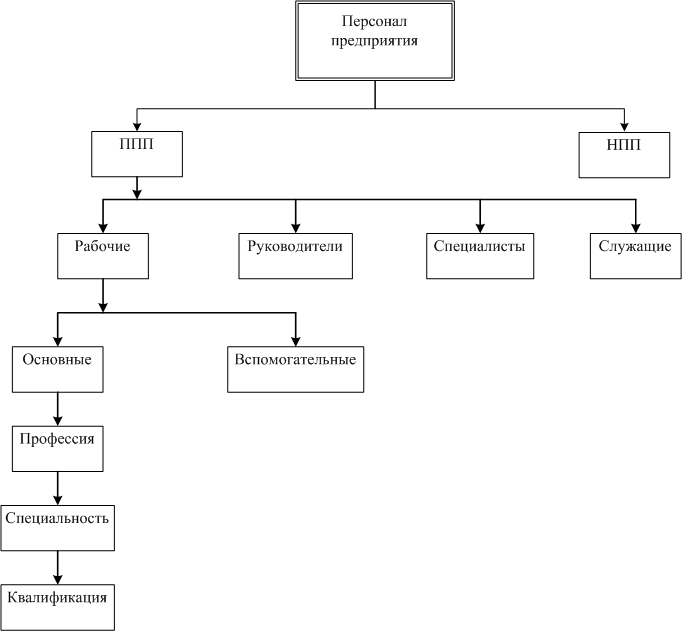 Персонал
предприятия
ППП
НПП
Рабочие
Руководители
Специалисты
Служащие
Основные
Вспомогательные
Профессия
Специальность
Квалификация